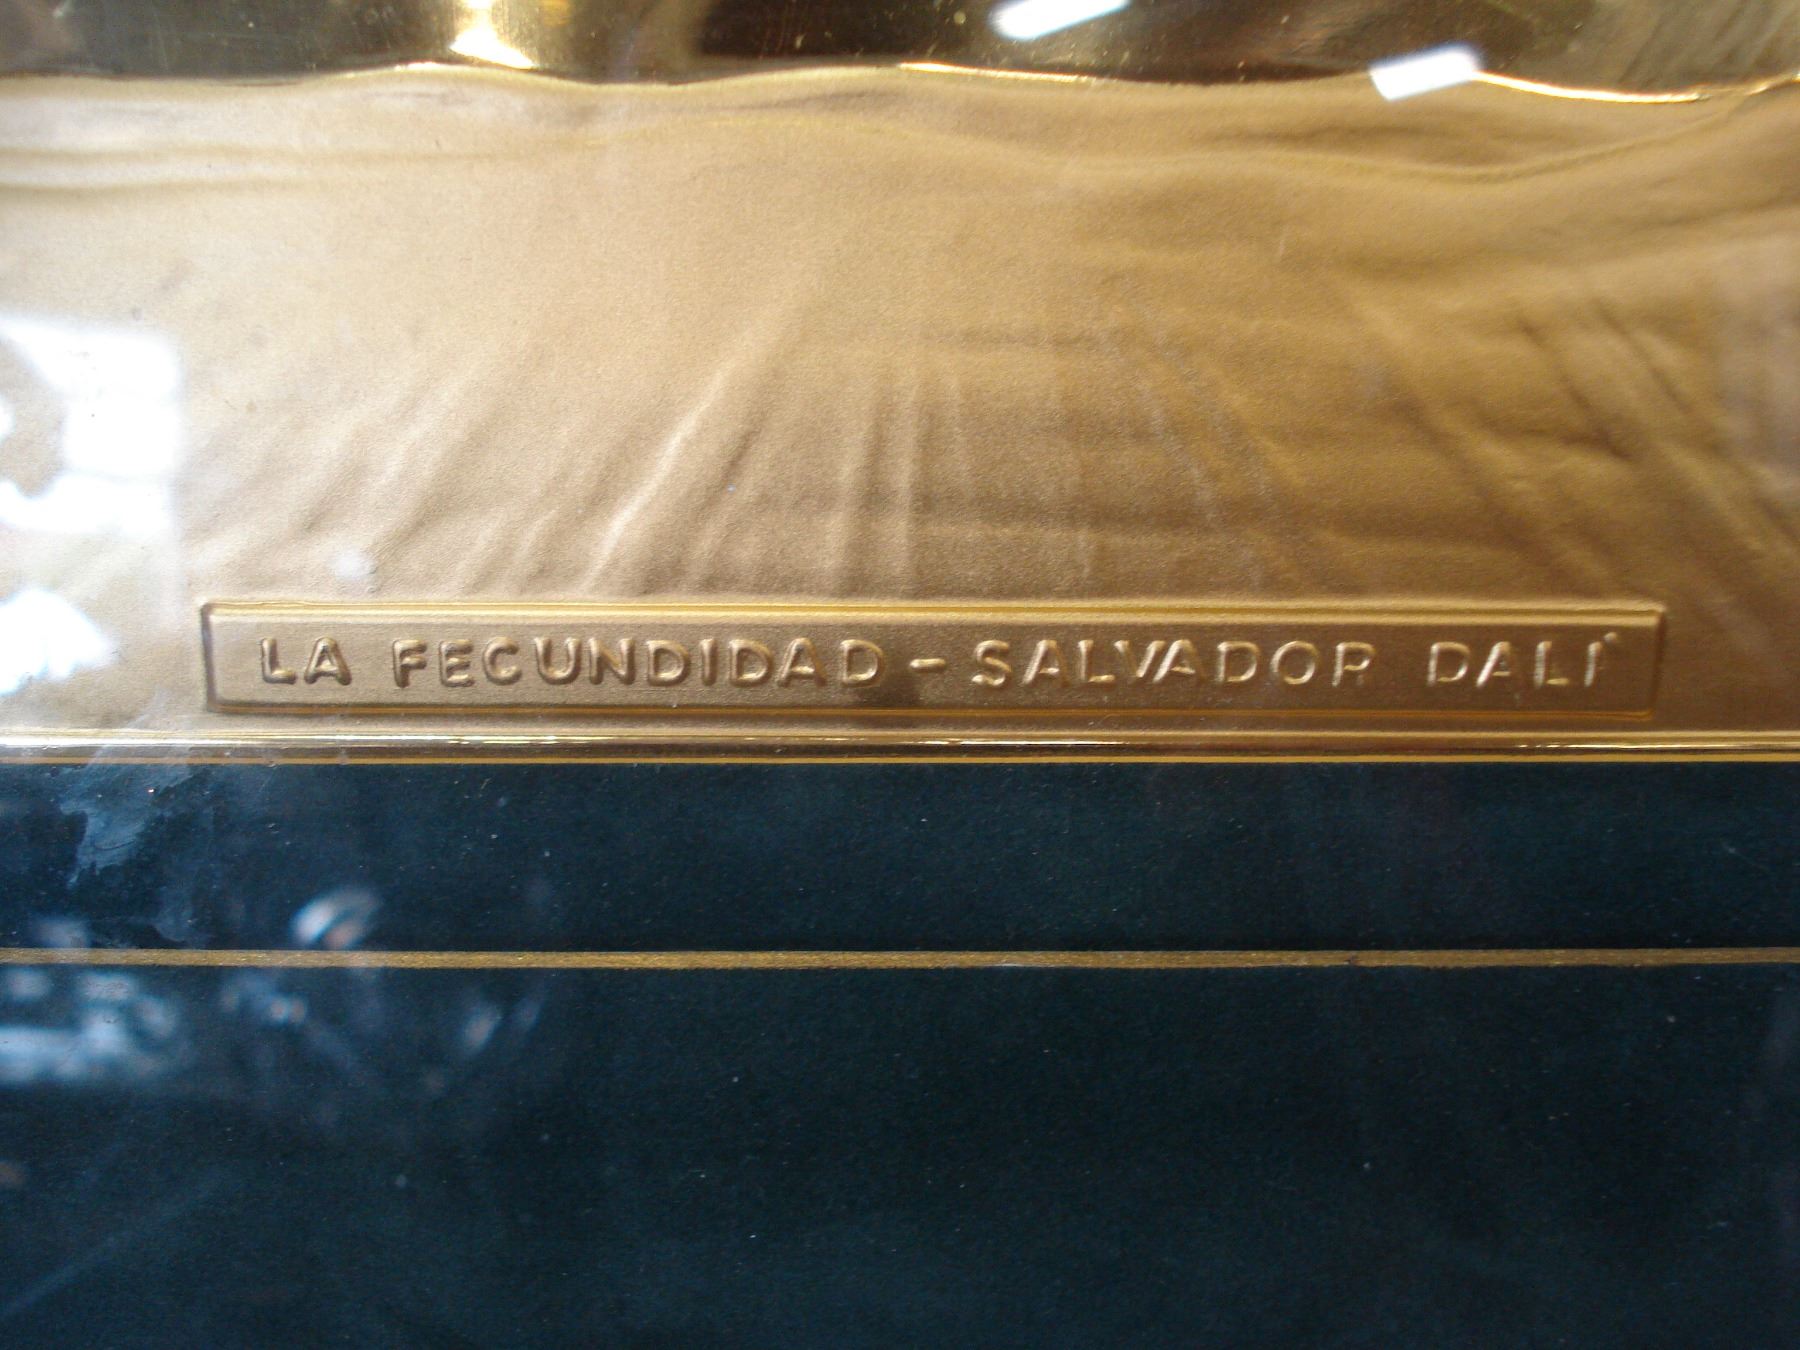 LA FECUNDIDAD - SALVADOR DALÍ